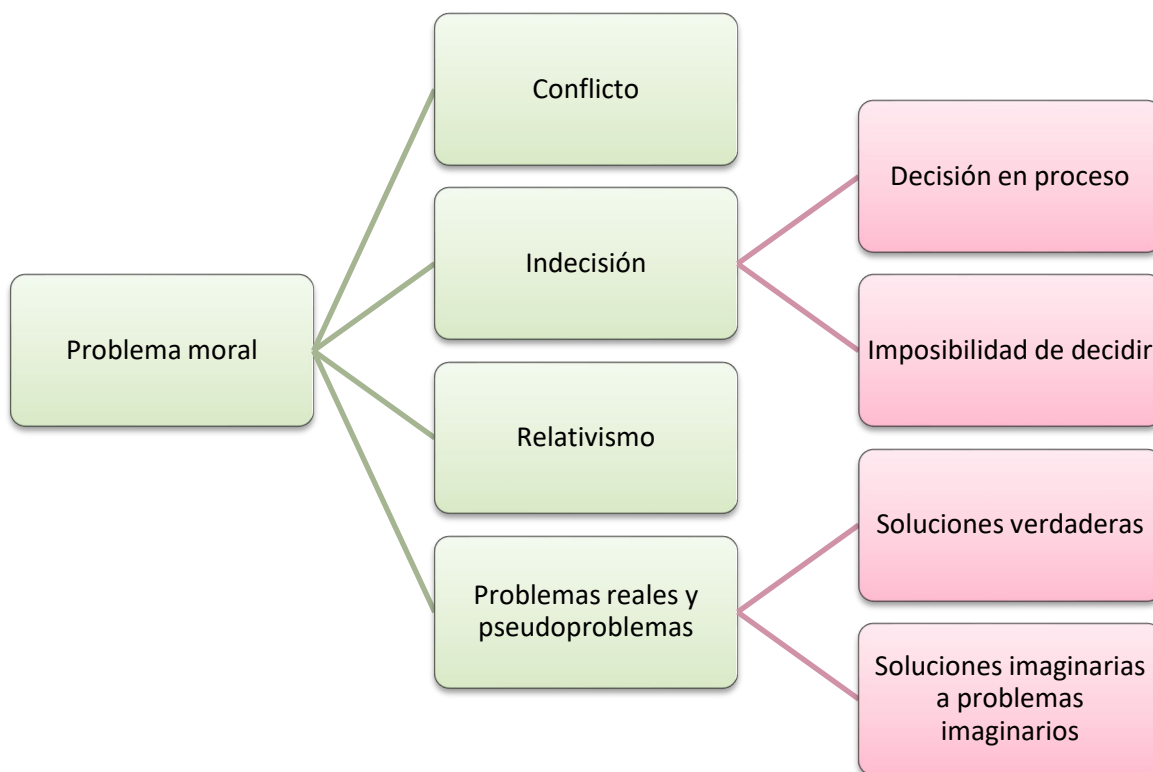 Problema moral
Conflicto
Indecisión
Decisión en proceso
Imposibilidad de decidir
Relativismo
Problemas reales y
pseudoproblemas
Soluciones verdaderas
Soluciones imaginarias
a problemas
imaginarios